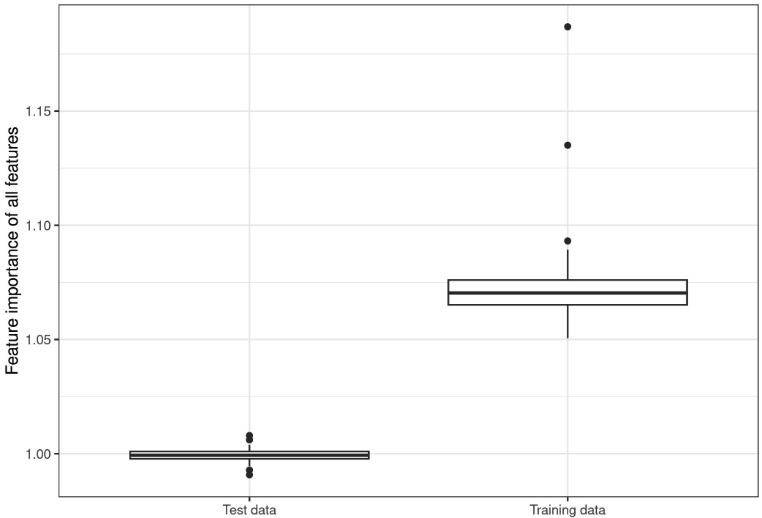 Feature importance of all features
1.15
1.10
1.05
1.00
Test data
Training data